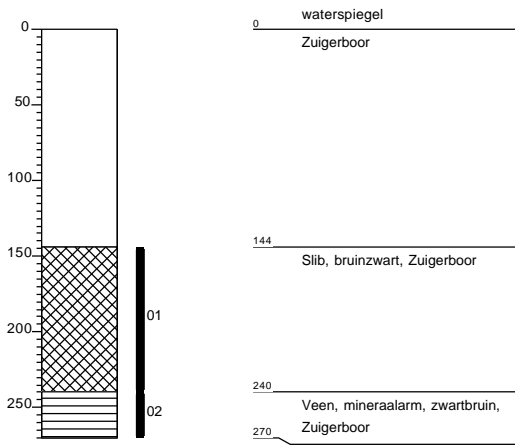 waterspiegel
0
0
Zuigerboor
50
100
144
150
Slib, bruinzwart, Zuigerboor
200
01
240
Veen, mineraalarm, zwartbruin,
250
02
Zuigerboor
270